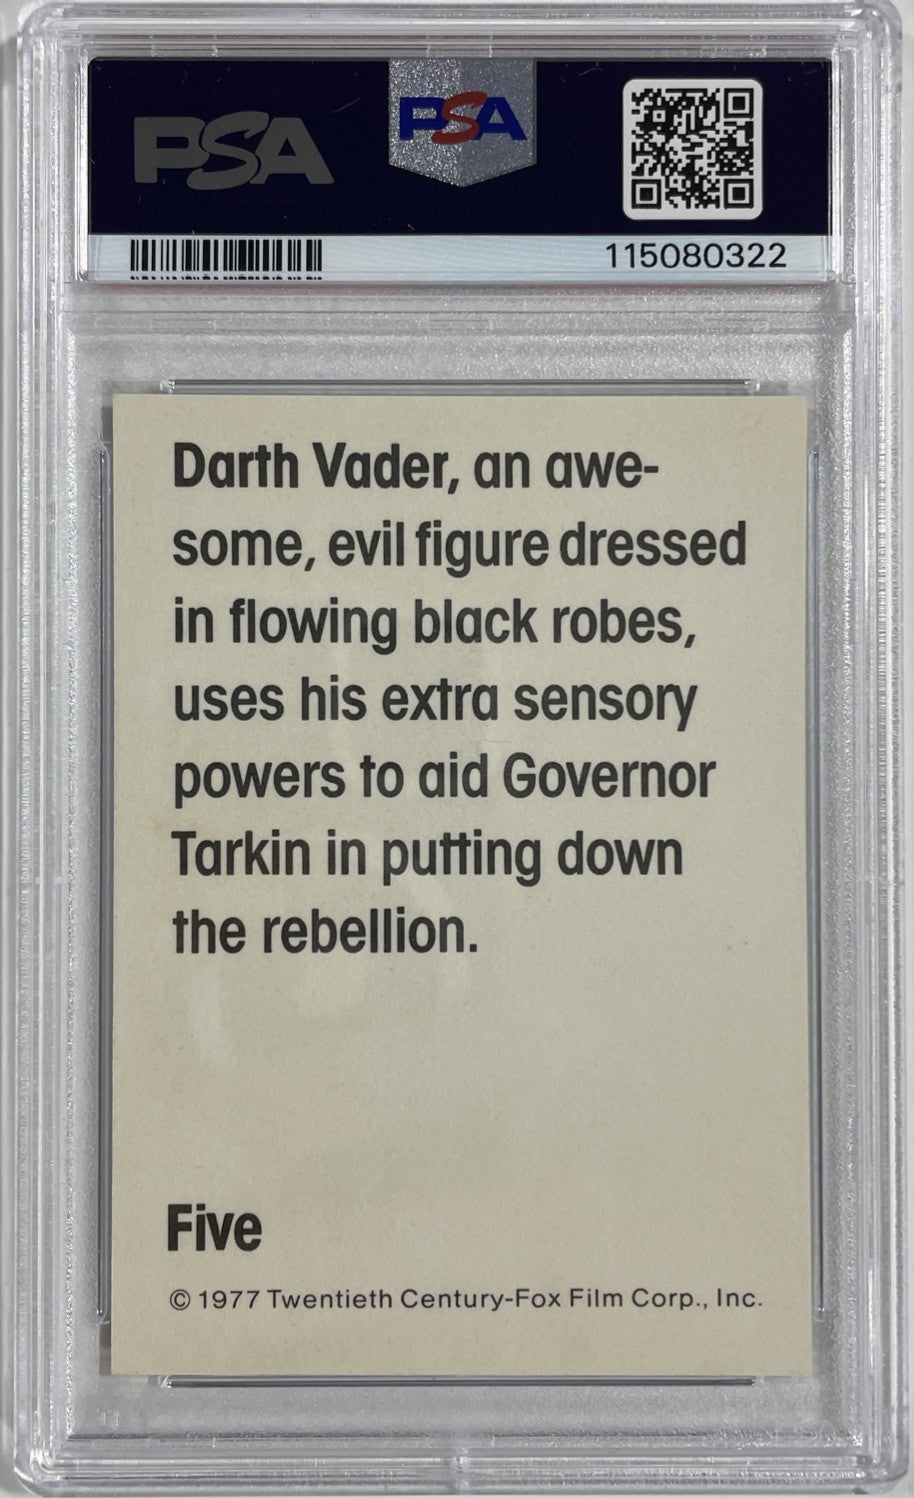 PSA
PSA
115080322
Darth Vader, an awe-
some, evil figure dressed
in flowing black robes,
uses his extra sensory
powers to aid Governor
Tarkin in putting down
the rebellion.
Five
© 1977 Twentieth Century-Fox Film Corp., Inc.